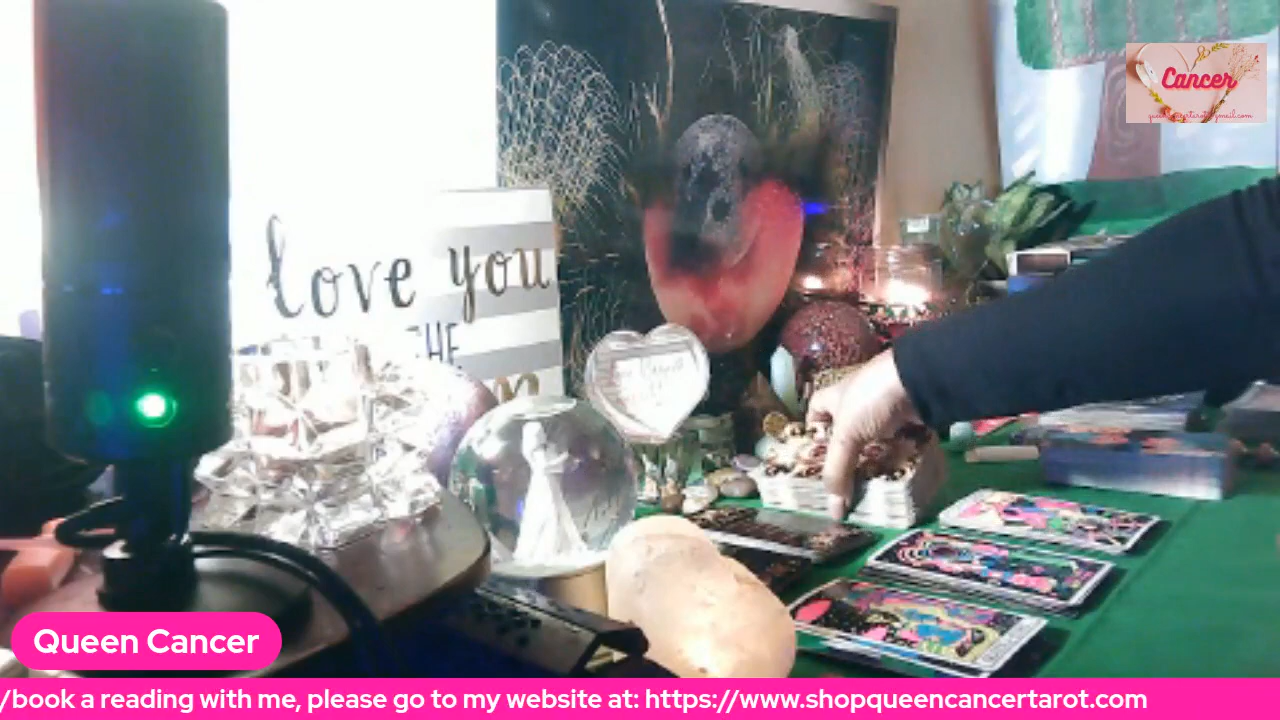 Cancer
love you
THE
Queen Cancer
/book a reading with me, please go to my website at: https://www.shopqueencancertarot.com